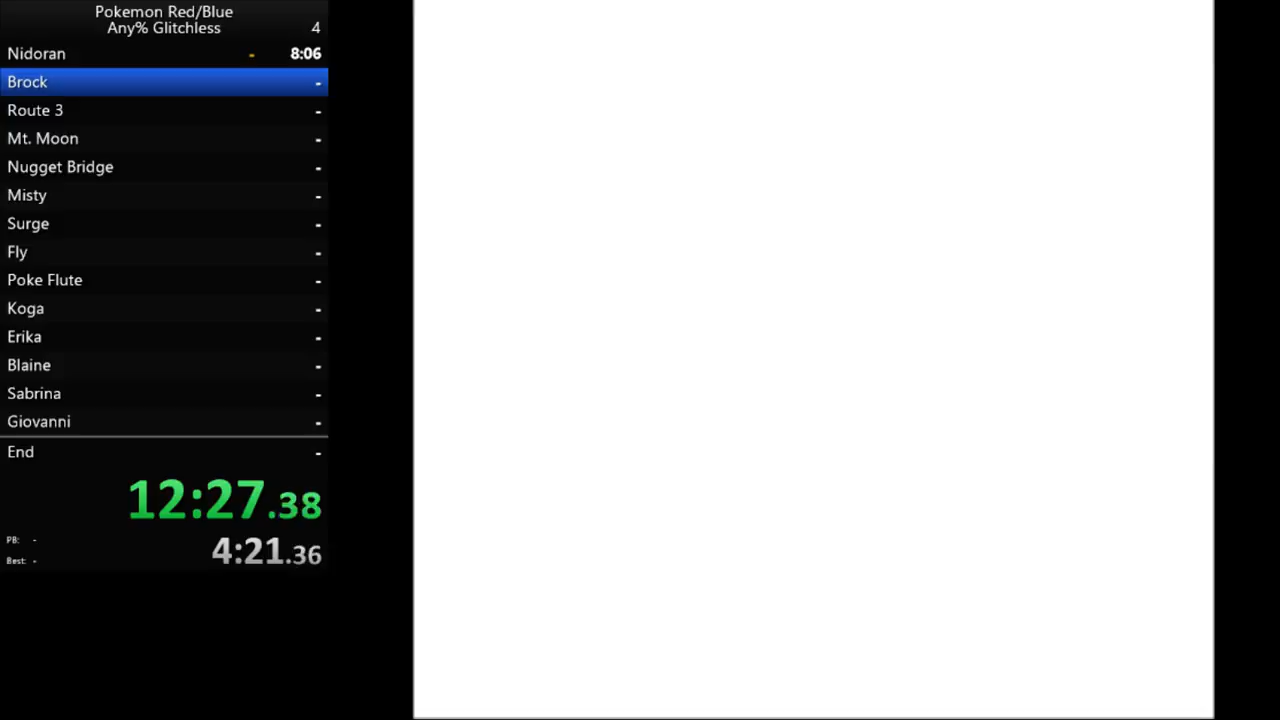 Pokemon Red/Blue
Any% Glitchless 4
Nidoran - 8:06
Brock -
Route 3 -
Mt. Moon -
Nugget Bridge -
Misty -
Surge -
Fly -
Poke Flute -
Koga -
Erika -
Blaine -
Sabrina -
Giovanni -
End -
12:27.38
PB: -
4:21.36
Best: -